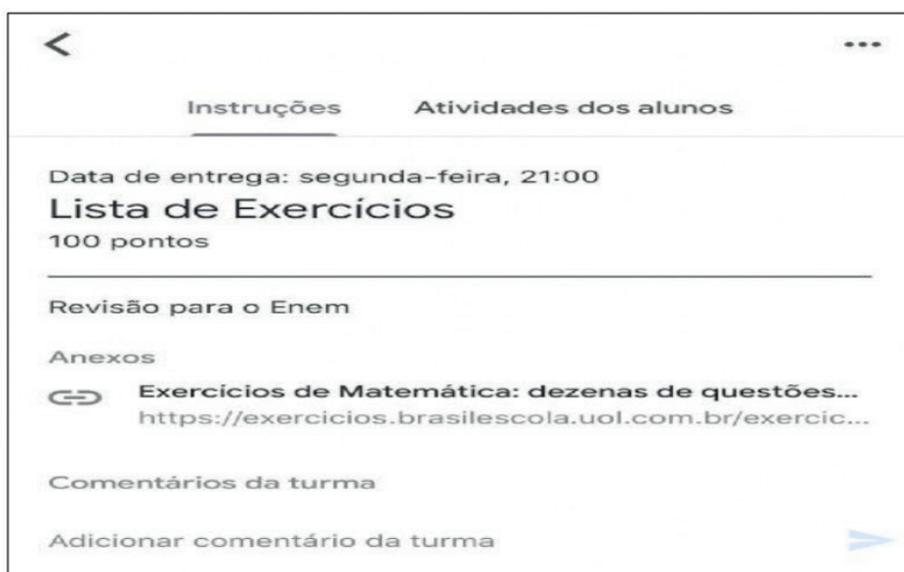 Instruções Atividades dos alunos
Data de entrega: segunda-feira, 21:00
Lista de Exercícios
100 pontos
Revisão para o Enem
Anexos
Exercícios de Matemática: dezenas de questões...
https://exercicios.brasilescola.uol.com.br/exercic...
Comentários da turma
Adicionar comentário da turma